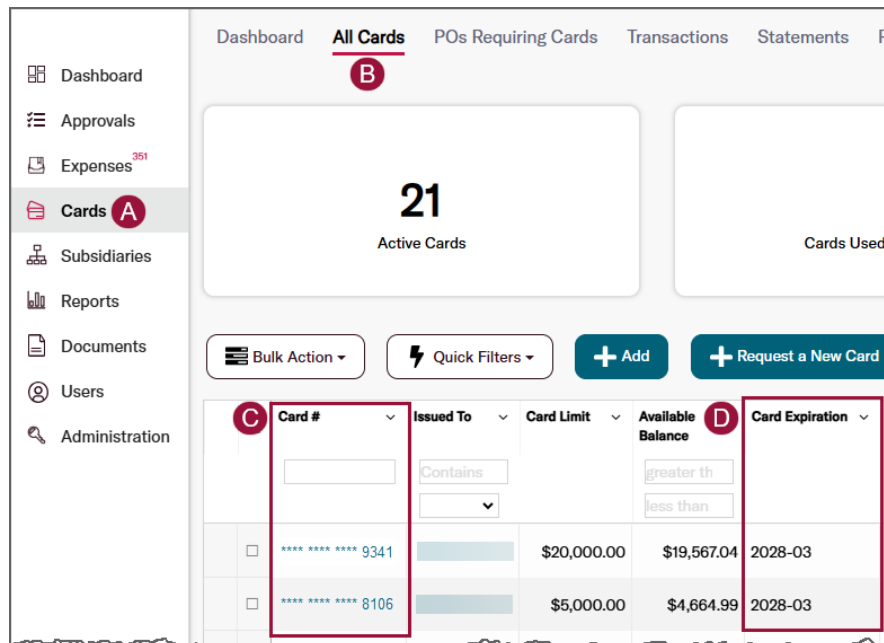 Dashboard All Cards POs Requiring Cards Transactions Statements
B
Dashboard
Approvals
Expenses 351
Cards A
Subsidiaries
Reports
Documents
Users
Administration
21
Active Cards
Cards Used
Bulk Action Quick Filters + Add + Request a New Card
C Card # Issued To Card Limit Available Balance D Card Expiration
Contains greater th
less than
**** **** **** 9341 $20,000.00 $19,567.04 2028-03
**** **** **** 8106 $5,000.00 $4,664.99 2028-03